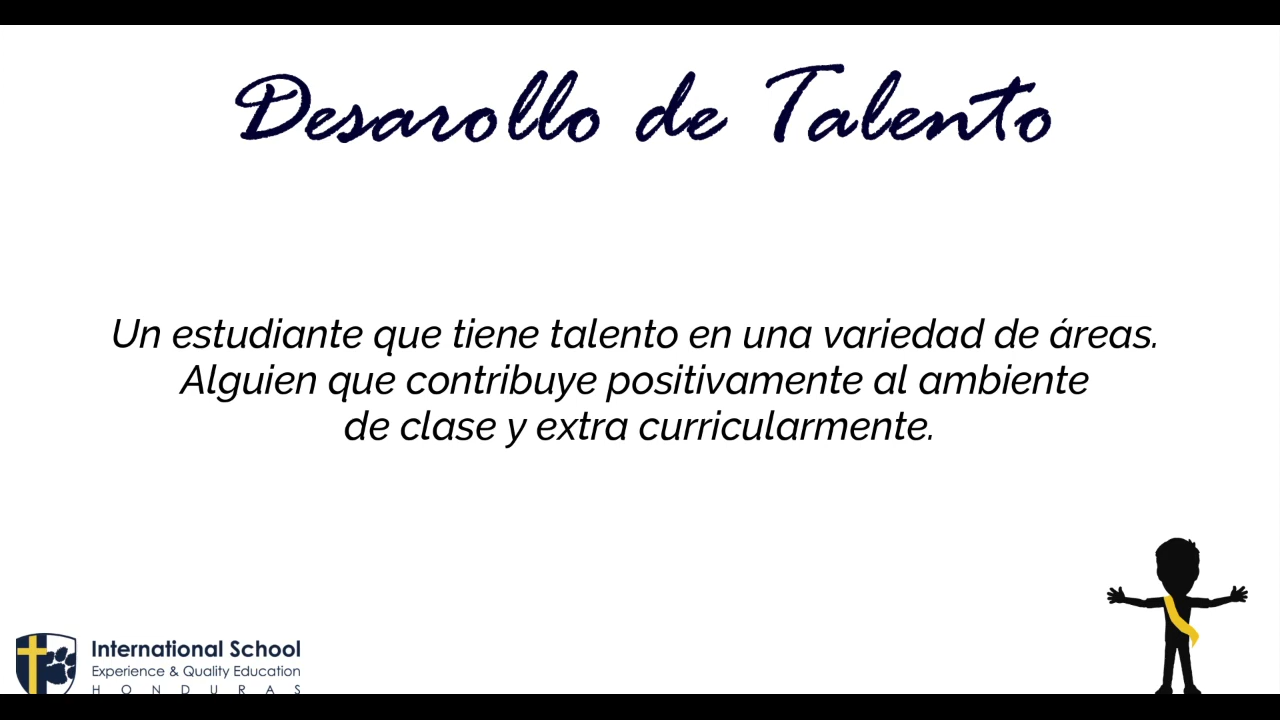 Desarollo de Talento
Un estudiante que tiene talento en una variedad de áreas.
Alguien que contribuye positivamente al ambiente
de clase y extra curricularmente.
International School
Experience & Quality Education
HONDURAS